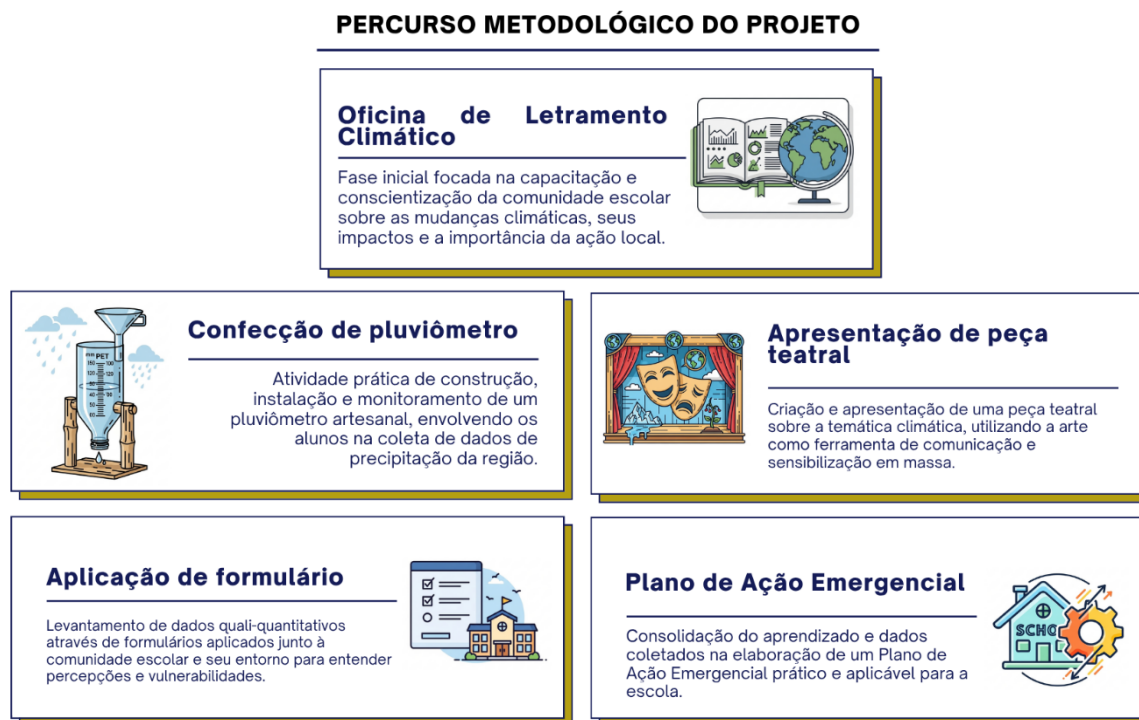 PERCURSO METODOLÓGICO DO PROJETO
Oficina de Letramento
Climático
Fase inicial focada na capacitação e
conscientização da comunidade escolar
sobre as mudanças climáticas, seus
impactos e a importância da ação local.
Confecção de pluviômetro
Atividade prática de construção,
instalação e monitoramento de um
pluviômetro artesanal, envolvendo os
alunos na coleta de dados de
precipitação da região.
PET
Apresentação de peça
teatral
Criação e apresentação de uma peça teatral
sobre a temática climática, utilizando a arte
como ferramenta de comunicação e
sensibilização em massa.
Aplicação de formulário
Levantamento de dados quali-quantitativos
através de formulários aplicados junto à
comunidade escolar e seu entorno para entender
percepções e vulnerabilidades.
Plano de Ação Emergencial
Consolidação do aprendizado e dados
coletados na elaboração de um Plano de
Ação Emergencial prático e aplicável para a
escola.
SCHO